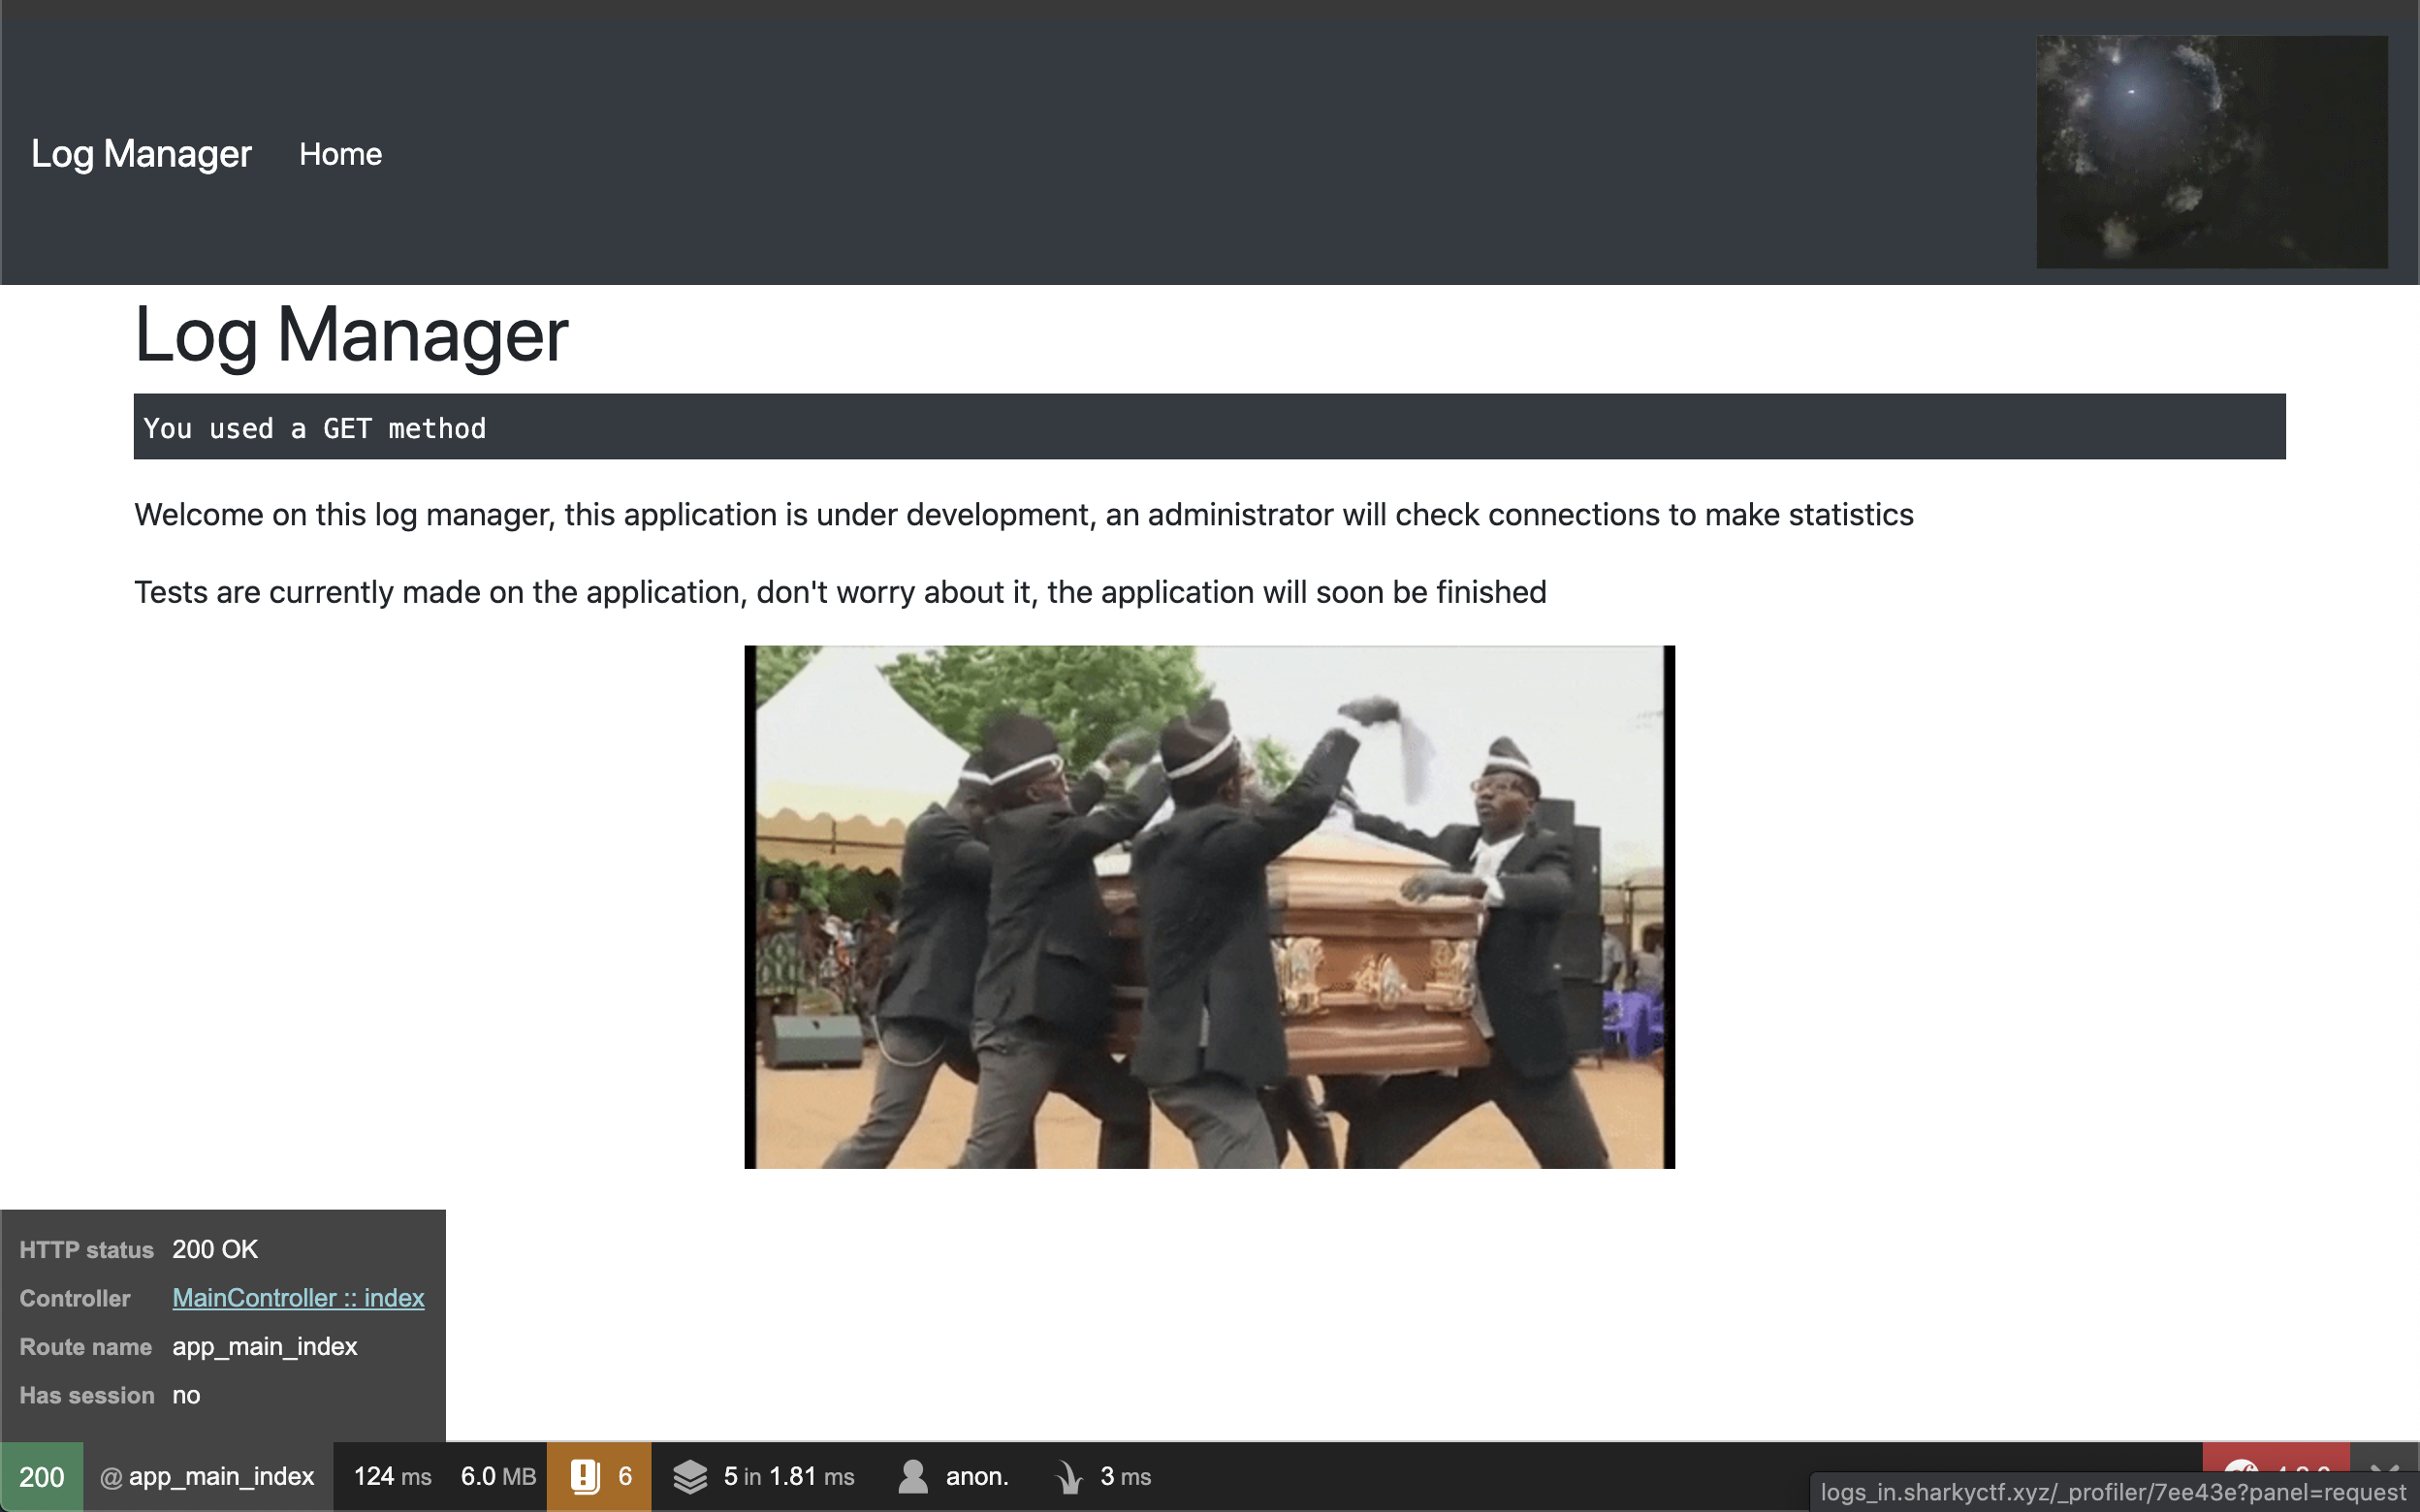 Log Manager Home
Log Manager
You used a GET method
Welcome on this log manager, this application is under development, an administrator will check connections to make statistics
Tests are currently made on the application, don't worry about it, the application will soon be finished
HTTP status 200 OK
Controller MainController :: index
Route name app_main_index
Has session no
200 @ app_main_index 124 ms 6.0 MB 6 5 in 1.81 ms anon. 3 ms
logs_in.sharkyctf.xyz/_profiler/7ee43e?panel=request